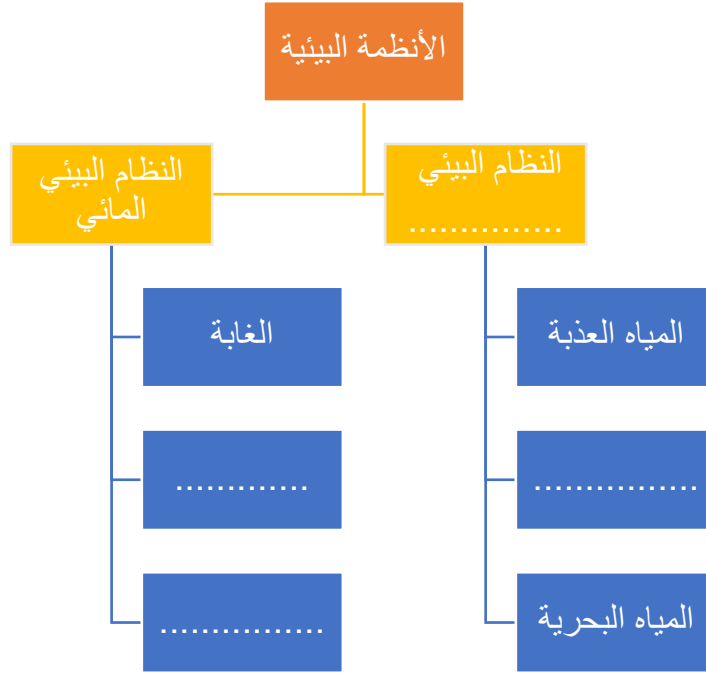 الأنظمة البيئية
النظام البيئي
...............
النظام البيئي
المائي
المياه العذبة
................
المياه البحرية
الغابة
.............
...............